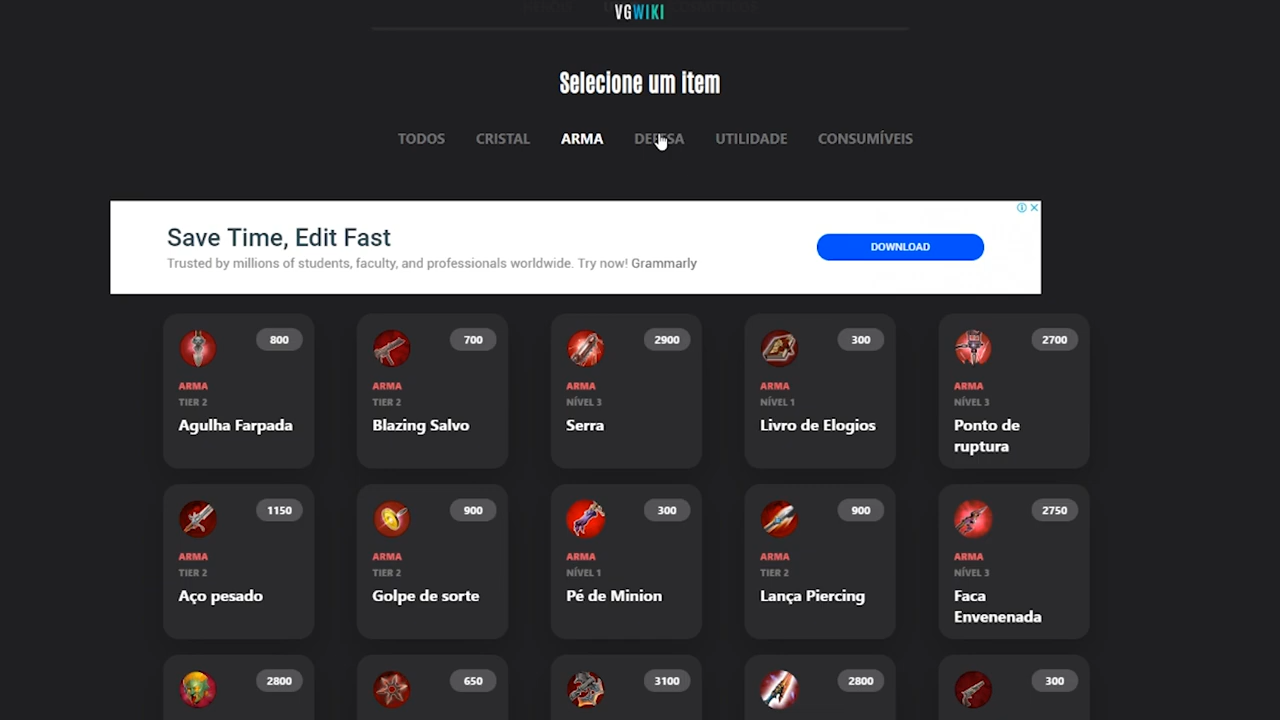 VGWIKI
Selecione um item
TODOS CRISTAL ARMA DEFESA UTILIDADE CONSUMÍVEIS
Save Time, Edit Fast
Trusted by millions of students, faculty, and professionals worldwide. Try now! Grammarly
DOWNLOAD
800
ARMA
TIER 2
Agulha Farpada
700
ARMA
TIER 2
Blazing Salvo
2900
ARMA
NÍVEL 3
Serra
300
ARMA
NÍVEL 1
Livro de Elogios
2700
ARMA
NÍVEL 3
Ponto de
ruptura
1150
ARMA
TIER 2
Aço pesado
900
ARMA
TIER 2
Golpe de sorte
300
ARMA
NÍVEL 1
Pé de Minion
900
ARMA
TIER 2
Lança Piercing
2750
ARMA
NÍVEL 3
Faca
Envenenada
2800
650
3100
2800
300